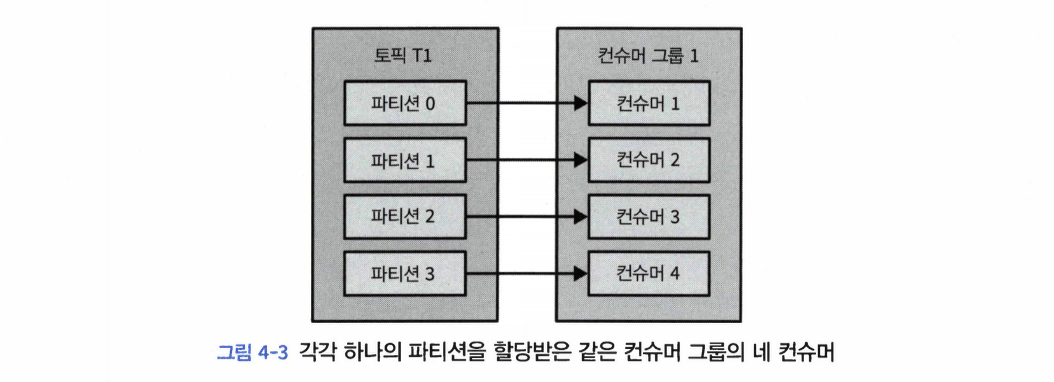 토픽 T1
파티션 0
파티션 1
파티션 2
파티션 3
컨슈머 그룹 1
컨슈머 1
컨슈머 2
컨슈머 3
컨슈머 4
그림 4-3 각각 하나의 파티션을 할당받은 같은 컨슈머 그룹의 네 컨슈머